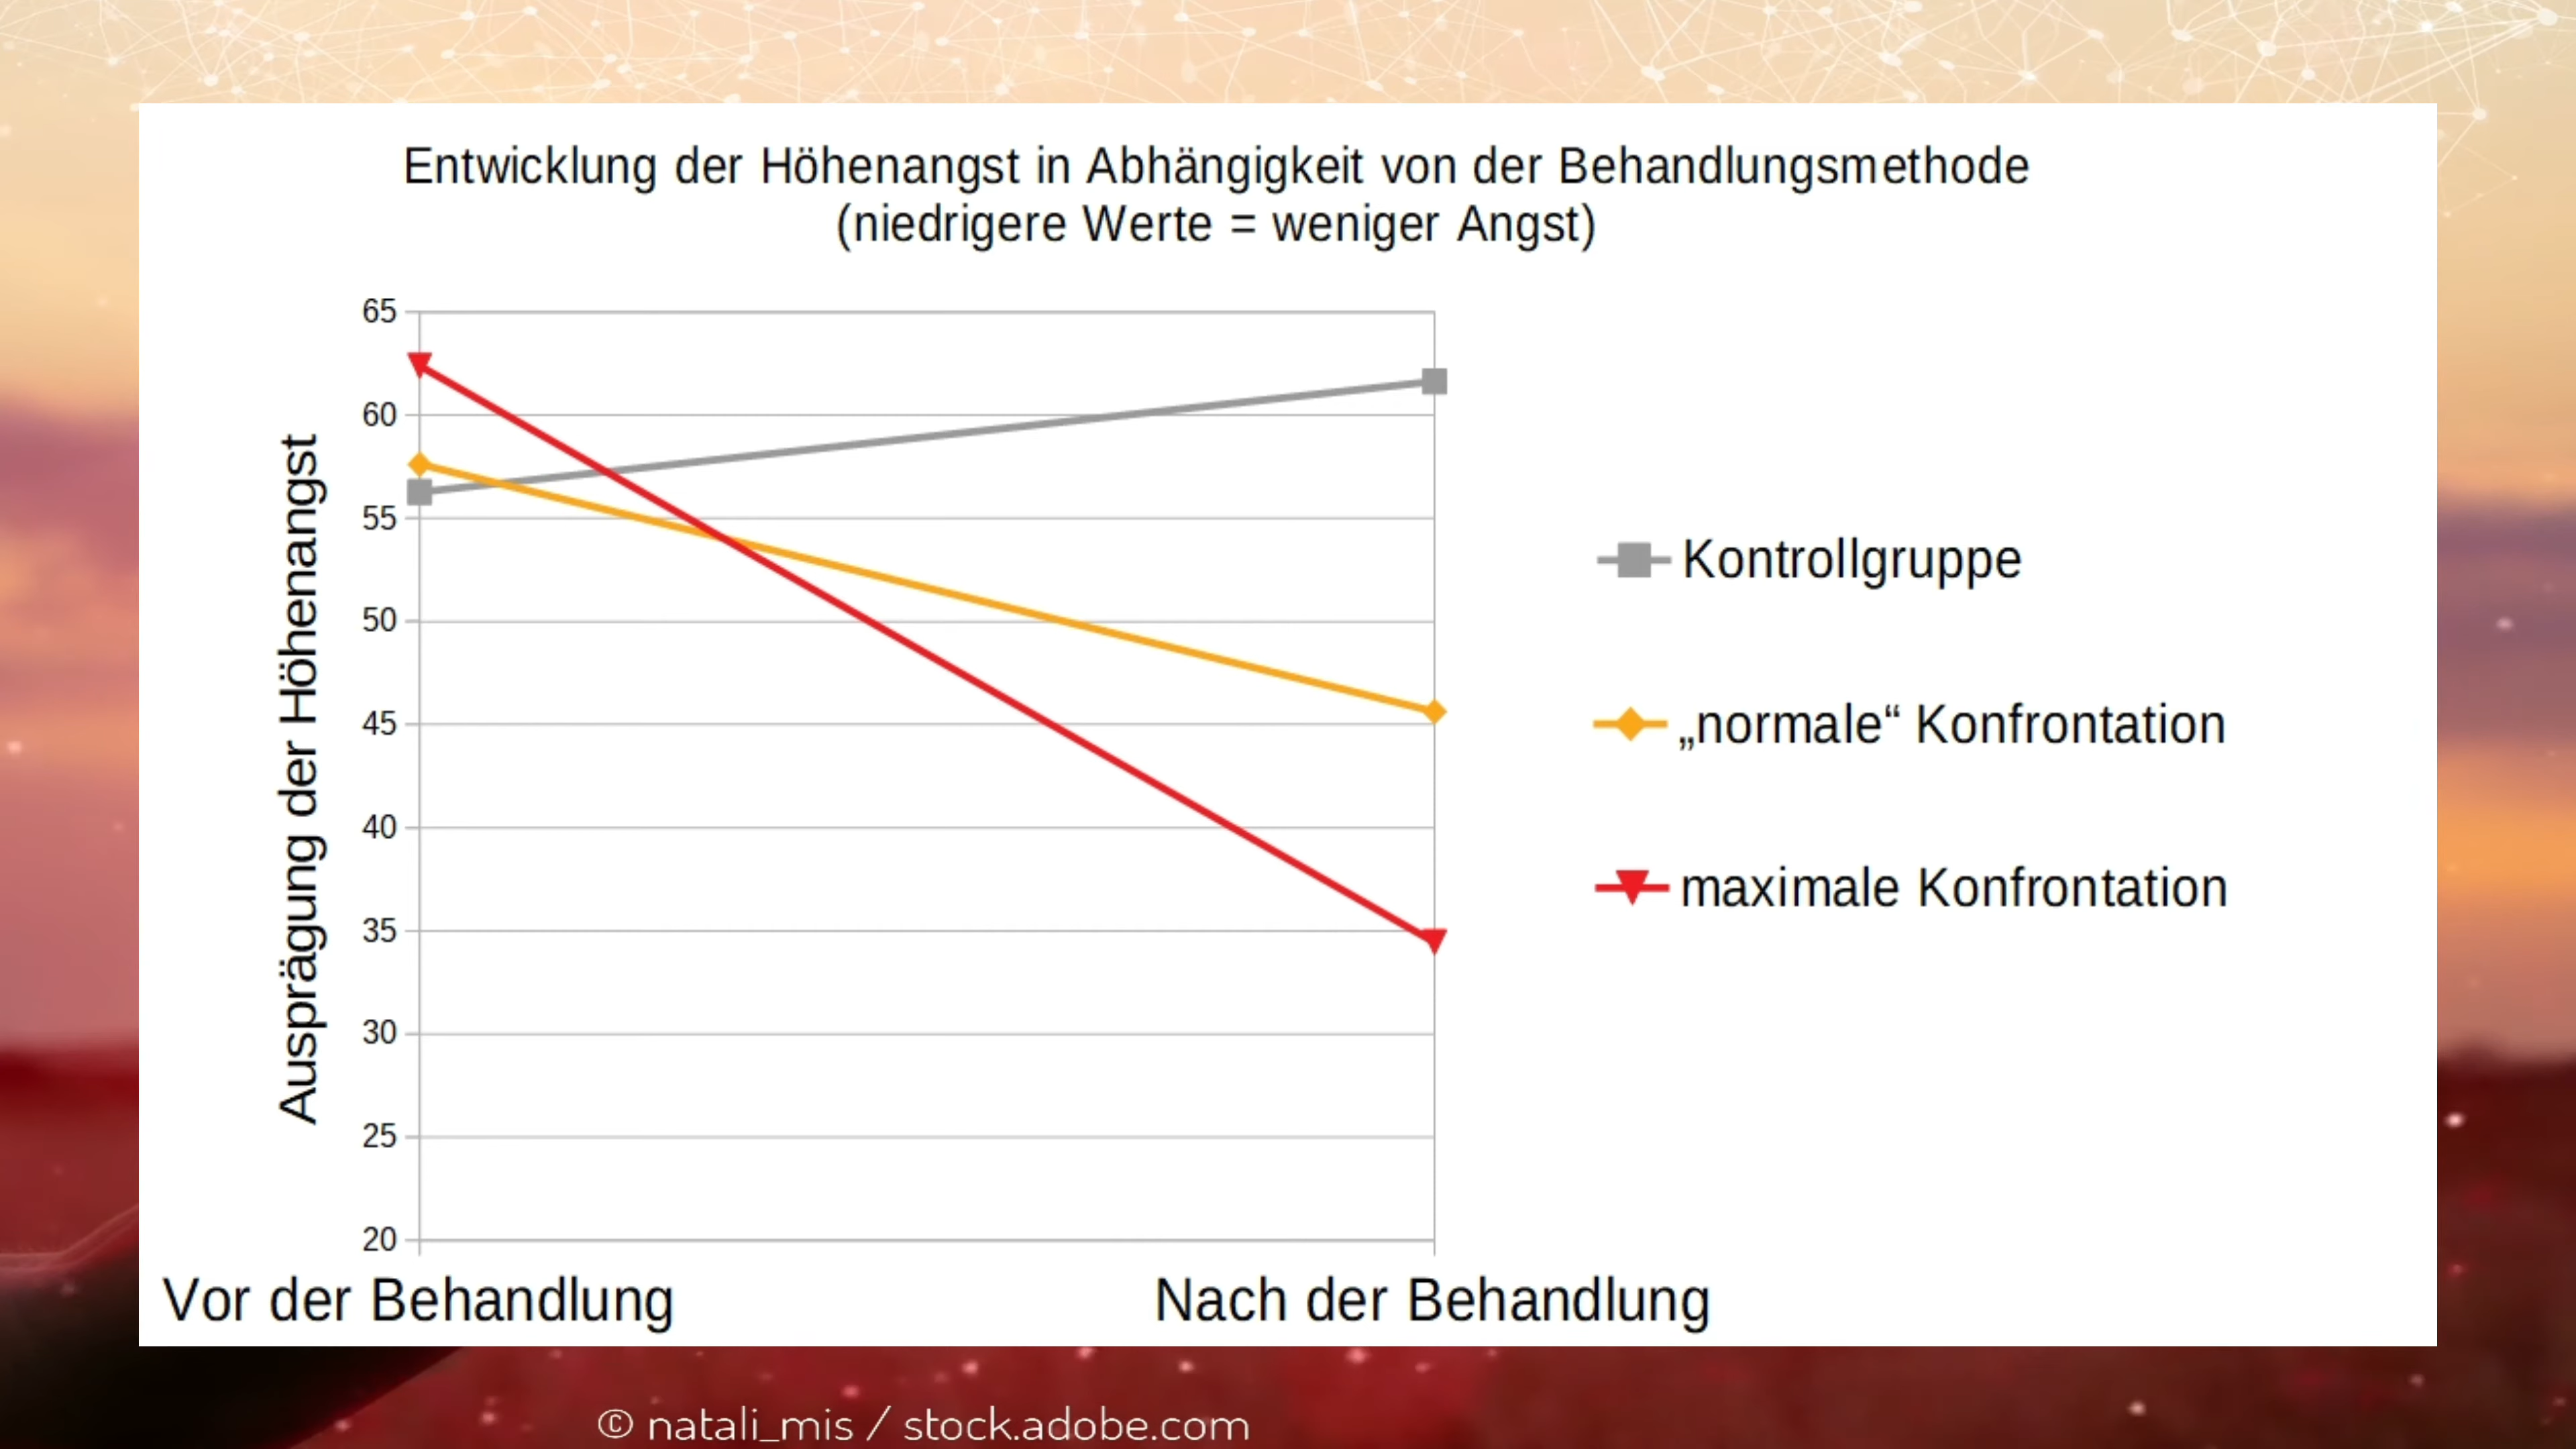 Entwicklung der Höhenangst in Abhängigkeit von der Behandlungsmethode
(niedrigere Werte = weniger Angst)
Ausprägung der Höhenangst
65
60
55
50
45
40
35
30
25
20
Kontrollgruppe
„normale“ Konfrontation
maximale Konfrontation
Vor der Behandlung
Nach der Behandlung
© natali_mis / stock.adobe.com